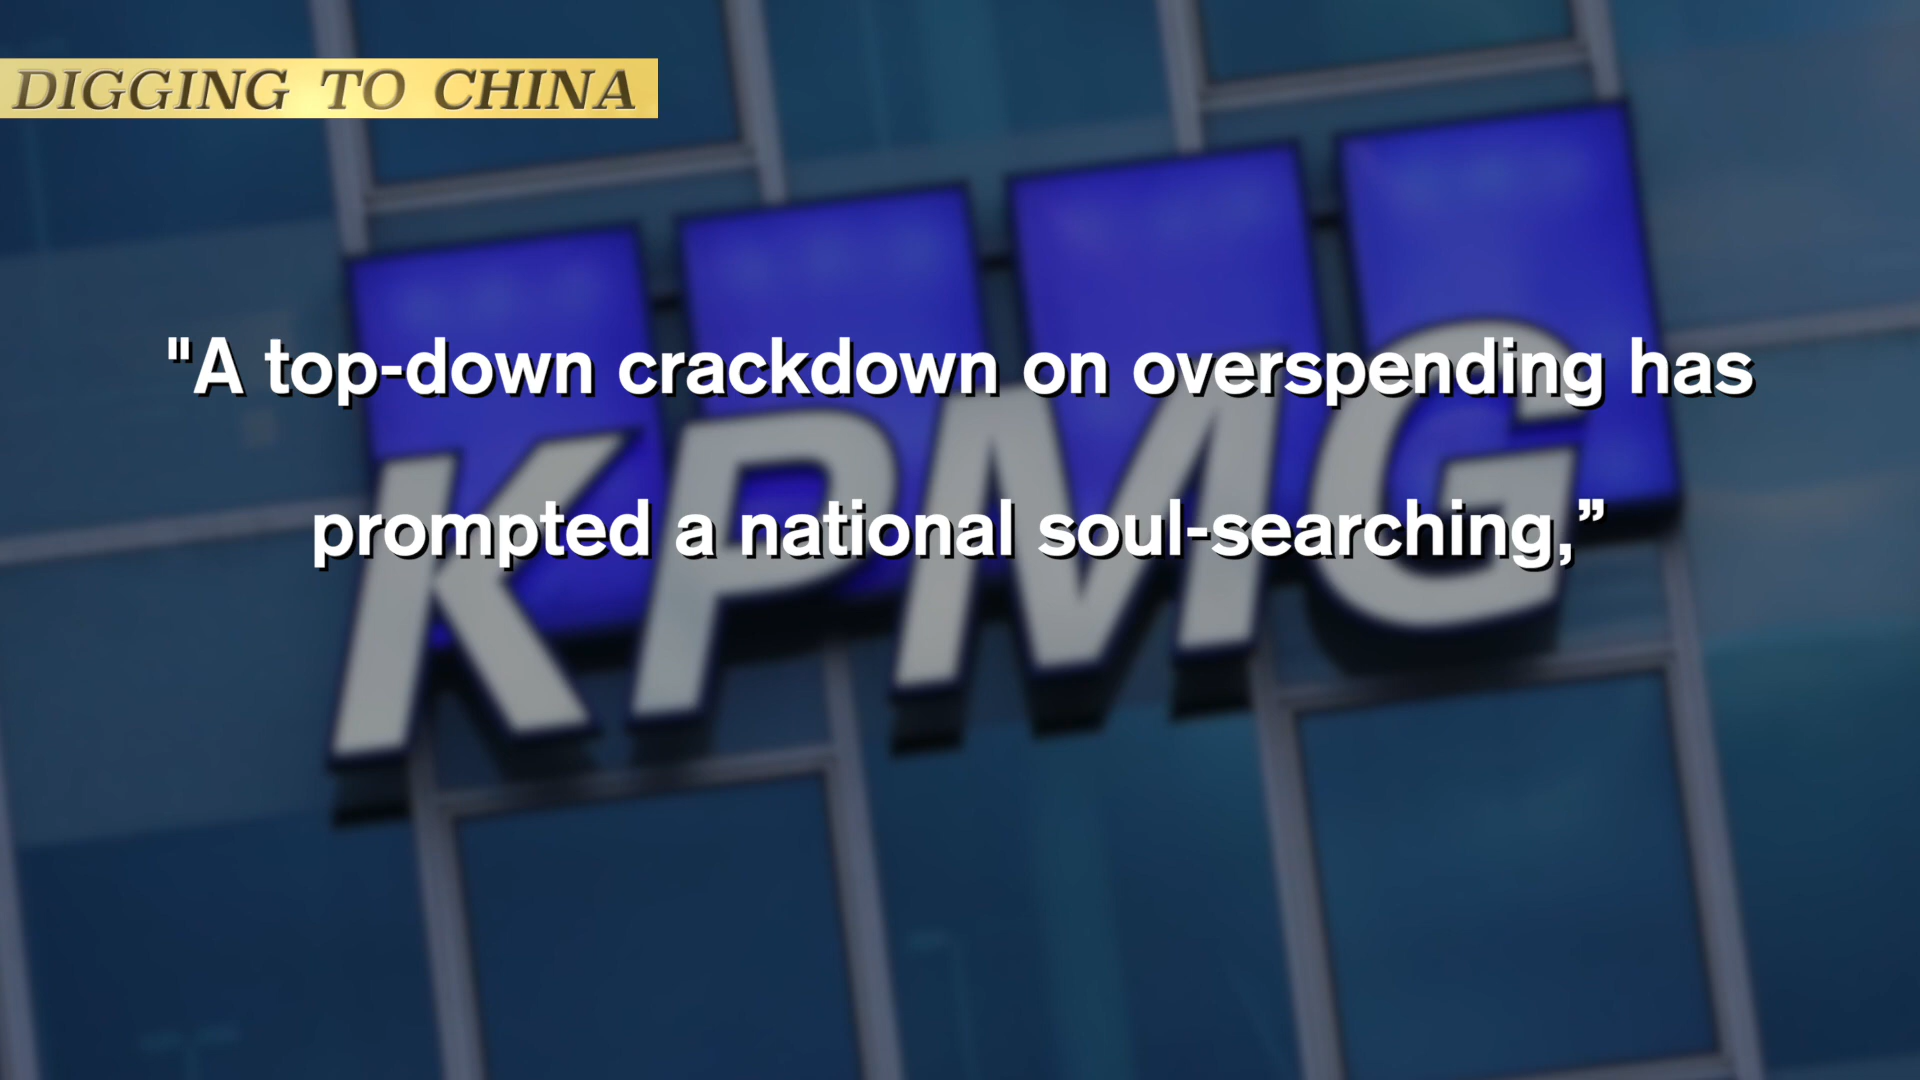 DIGGING TO CHINA
"A top-down crackdown on overspending has
prompted a national soul-searching,”
KPMG